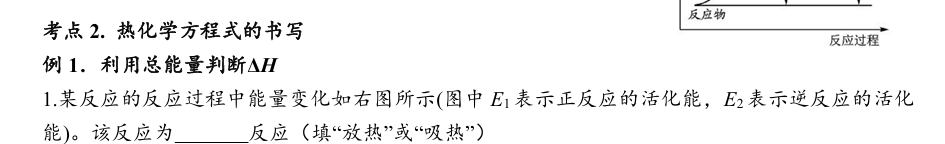 反应物
反应过程
考点 2. 热化学方程式的书写
例 1．利用总能量判断ΔH
1.某反应的反应过程中能量变化如右图所示(图中 E₁ 表示正反应的活化能，E₂ 表示逆反应的活化
能)。该反应为________反应（填“放热”或“吸热”）